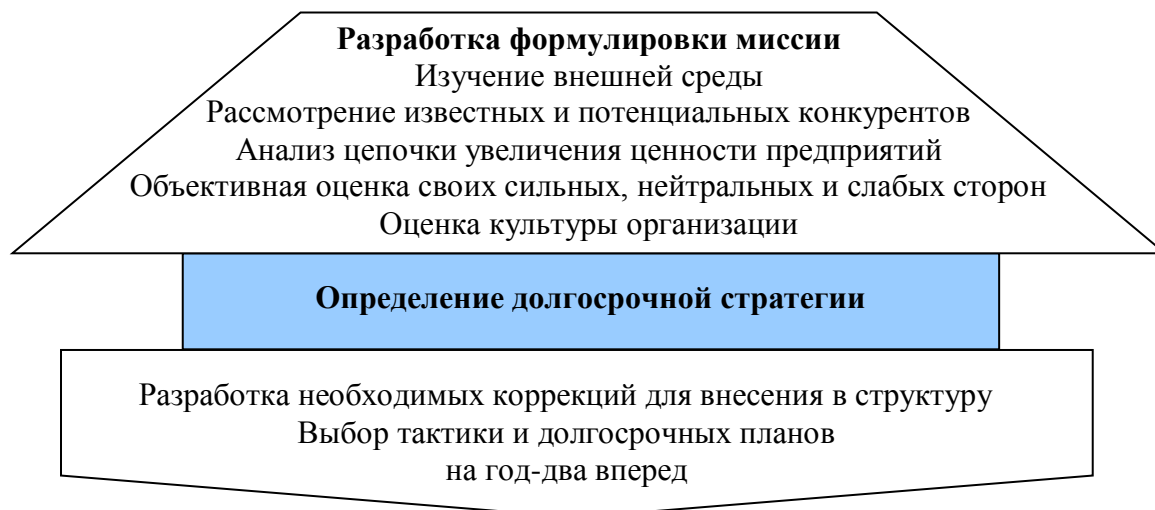 Разработка формулировки миссии
Изучение внешней среды
Рассмотрение известных и потенциальных конкурентов
Анализ цепочки увеличения ценности предприятий
Объективная оценка своих сильных, нейтральных и слабых сторон
Оценка культуры организации
Определение долгосрочной стратегии
Разработка необходимых коррекций для внесения в структуру
Выбор тактики и долгосрочных планов
на год-два вперед